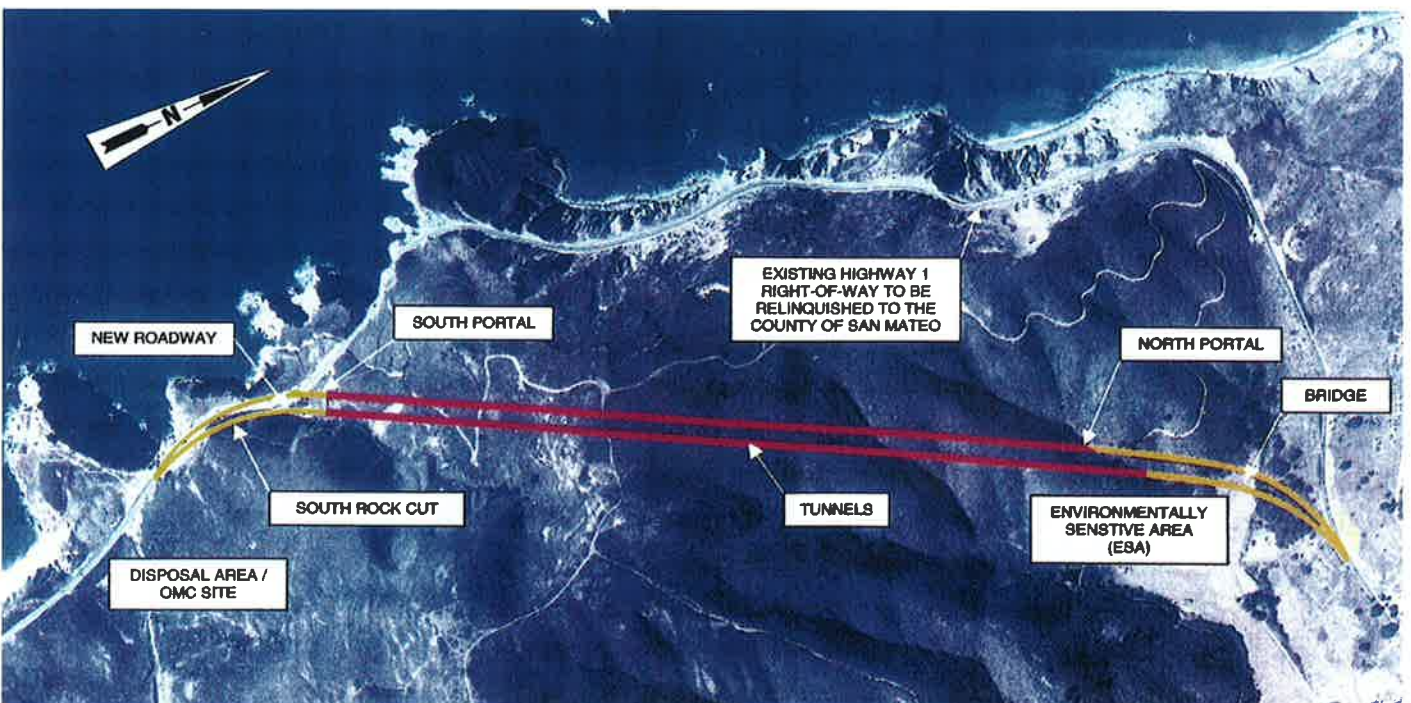 N
EXISTING HIGHWAY 1
RIGHT-OF-WAY TO BE
RELINQUISHED TO THE
COUNTY OF SAN MATEO
NEW ROADWAY
SOUTH PORTAL
NORTH PORTAL
BRIDGE
SOUTH ROCK CUT
TUNNELS
ENVIRONMENTALLY
SENSTIVE AREA
(ESA)
DISPOSAL AREA /
OMC SITE